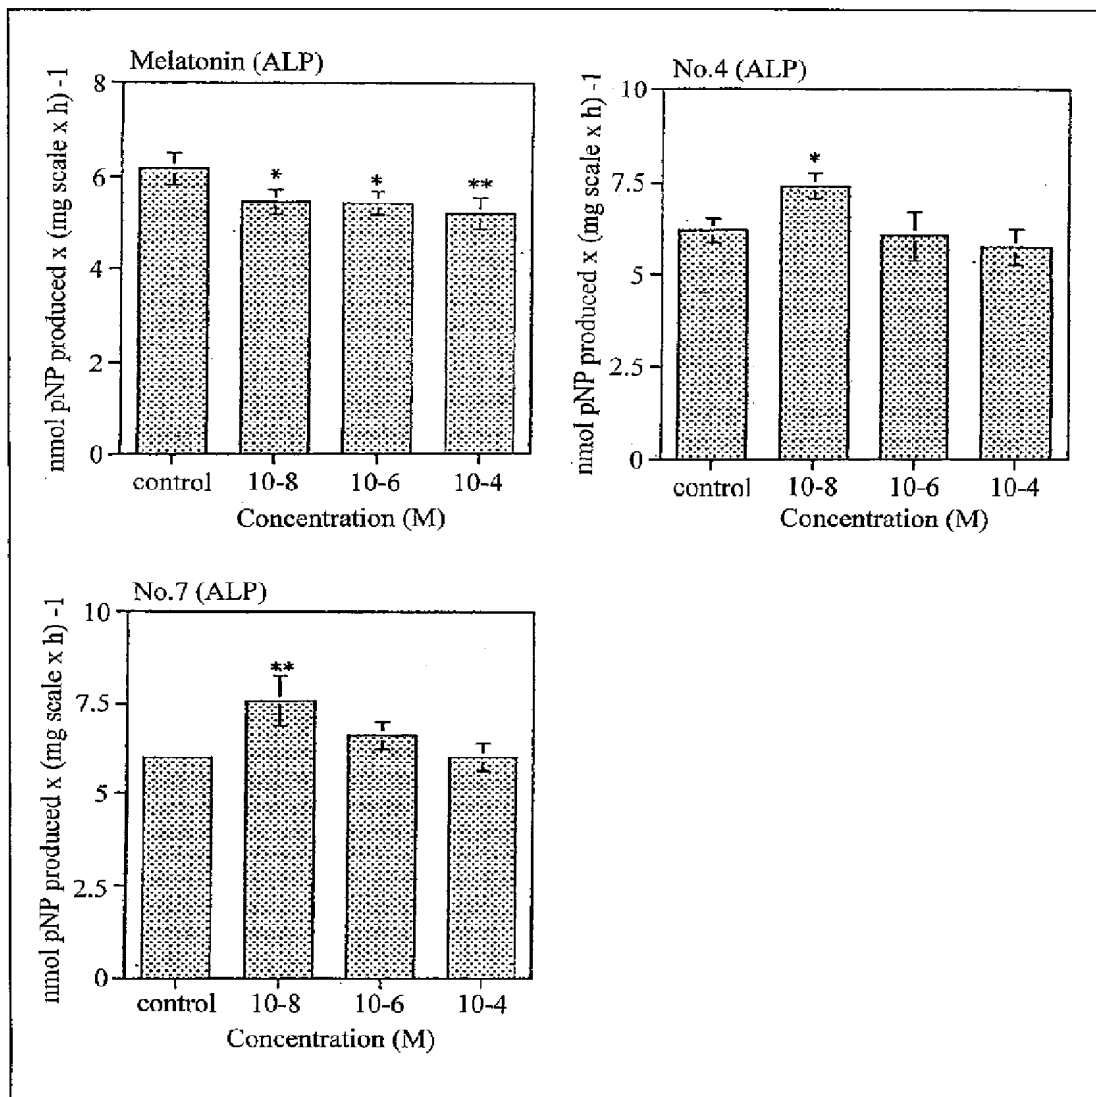 Melatonin (ALP)
nmol pNP produced x (mg scale x h) -1
8
6
4
2
0
*
*
**
control 10-8 10-6 10-4
Concentration (M)
No.4 (ALP)
nmol pNP produced x (mg scale x h) -1
10
7.5
5
2.5
0
*
control 10-8 10-6 10-4
Concentration (M)
No.7 (ALP)
nmol pNP produced x (mg scale x h) -1
10
7.5
5
2.5
0
**
control 10-8 10-6 10-4
Concentration (M)